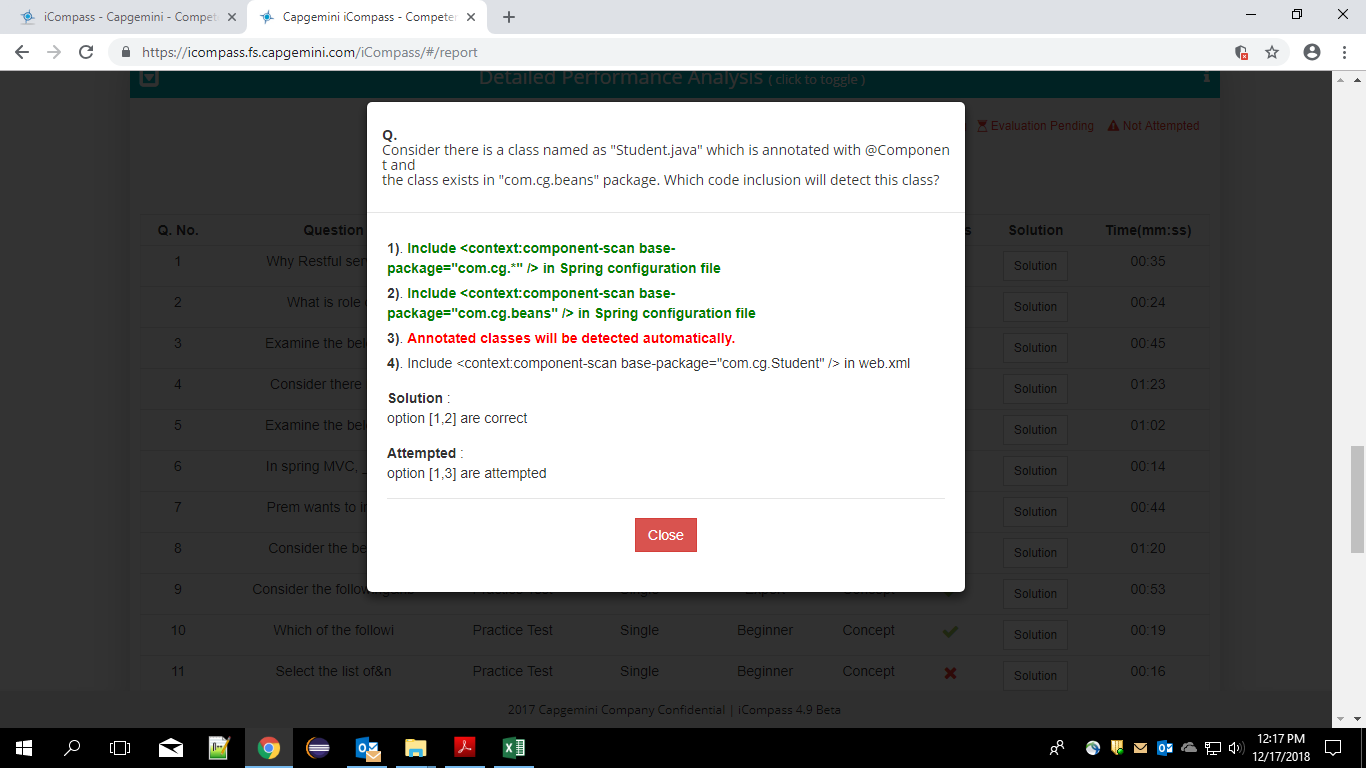 iCompass - Capgemini - Compet
Capgemini iCompass - Competen
https://icompass.fs.capgemini.com/iCompass/#/report
Detailed Performance Analysis ( click to toggle )
Evaluation Pending Not Attempted
Q.
Consider there is a class named as "Student.java" which is annotated with @Componen
t and
the class exists in "com.cg.beans" package. Which code inclusion will detect this class?
1). Include <context:component-scan base-
package="com.cg.*" /> in Spring configuration file
2). Include <context:component-scan base-
package="com.cg.beans" /> in Spring configuration file
3). Annotated classes will be detected automatically.
4). Include <context:component-scan base-package="com.cg.Student" /> in web.xml
Solution :
option [1,2] are correct
Attempted :
option [1,3] are attempted
Close
Q. No. Question s Solution Time(mm:ss)
1 Why Restful ser Solution 00:35
2 What is role Solution 00:24
3 Examine the bel Solution 00:45
4 Consider there Solution 01:23
5 Examine the bel Solution 01:02
6 In spring MVC, _ Solution 00:14
7 Prem wants to i Solution 00:44
8 Consider the be Solution 01:20
9 Consider the follow Solution 00:53
10 Which of the followi Practice Test Single Beginner Concept Solution 00:19
11 Select the list of&n Practice Test Single Beginner Concept Solution 00:16
2017 Capgemini Company Confidential | iCompass 4.9 Beta
12:17 PM
12/17/2018